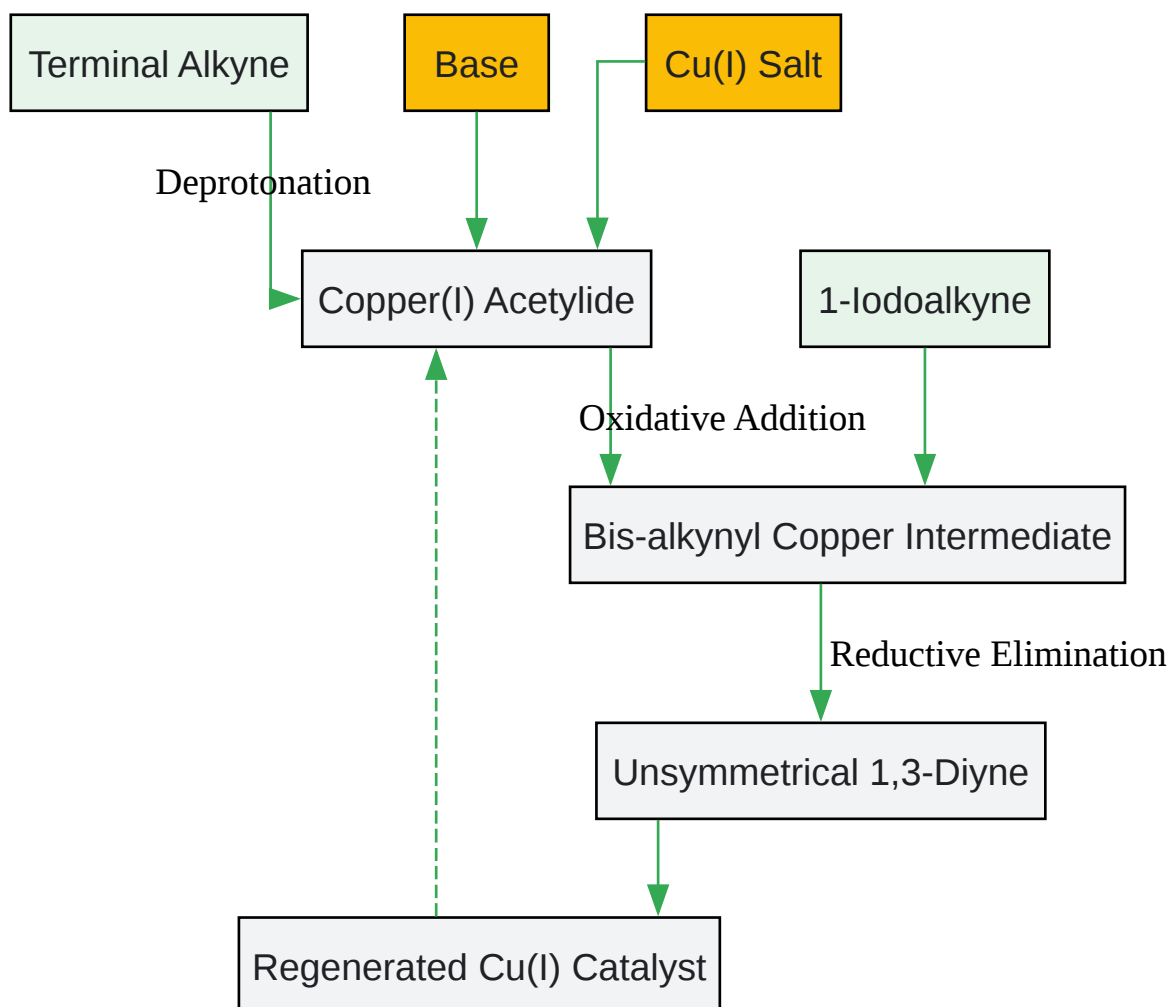 Terminal Alkyne
Base
Cu(I) Salt
Deprotonation
Copper(I) Acetylide
1-Iodoalkyne
Oxidative Addition
Bis-alkynyl Copper Intermediate
Reductive Elimination
Unsymmetrical 1,3-Diyne
Regenerated Cu(I) Catalyst